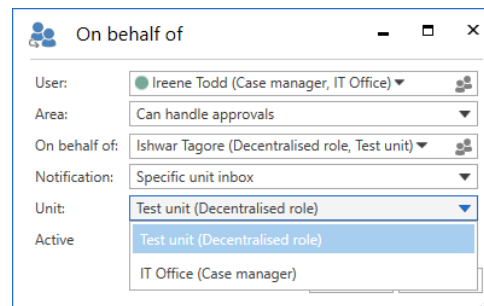 On behalf of
User: Ireene Todd (Case manager, IT Office)
Area: Can handle approvals
On behalf of: Ishwar Tagore (Decentralised role, Test unit)
Notification: Specific unit inbox
Unit: Test unit (Decentralised role)
Active Test unit (Decentralised role)
IT Office (Case manager)